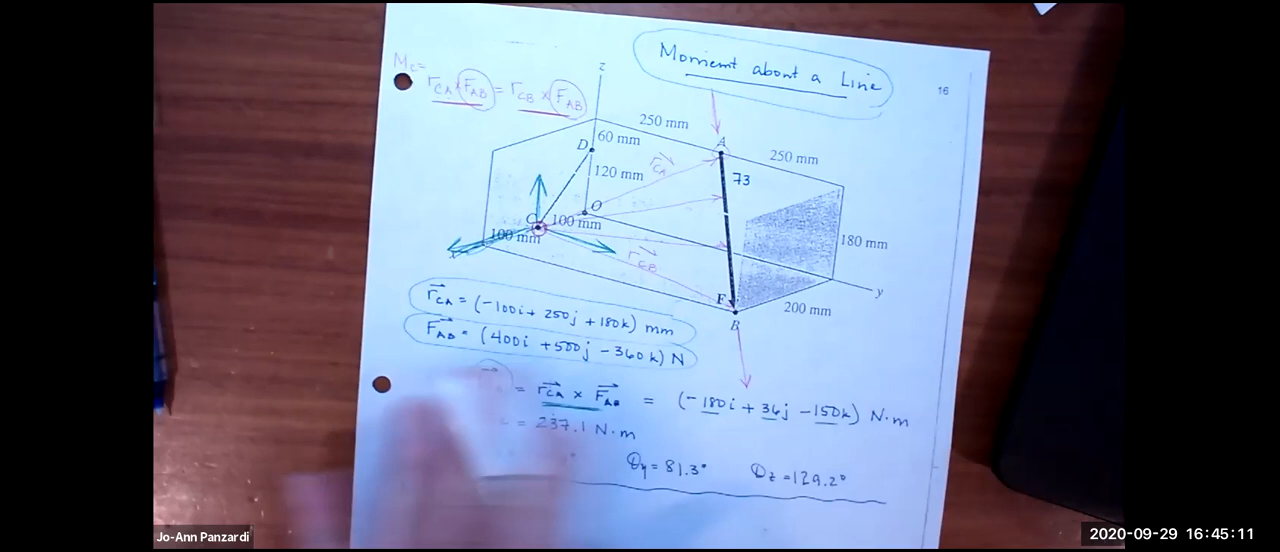 Moment about a Line
16
Mc=
rCA × FAB = rCB × FAB
z
250 mm
A
250 mm
D
60 mm
120 mm
rCA
73
O
C
100 mm
100 mm
rCB
180 mm
y
F
200 mm
B
rCA = (-100i + 250j + 180k) mm
FAB = (400i + 500j - 360k) N
= rCA × FAB = (-180i + 36j - 150k) N·m
= 237.1 N·m
θy = 81.3° θz = 129.2°
Jo-Ann Panzardi
2020-09-29 16:45:11